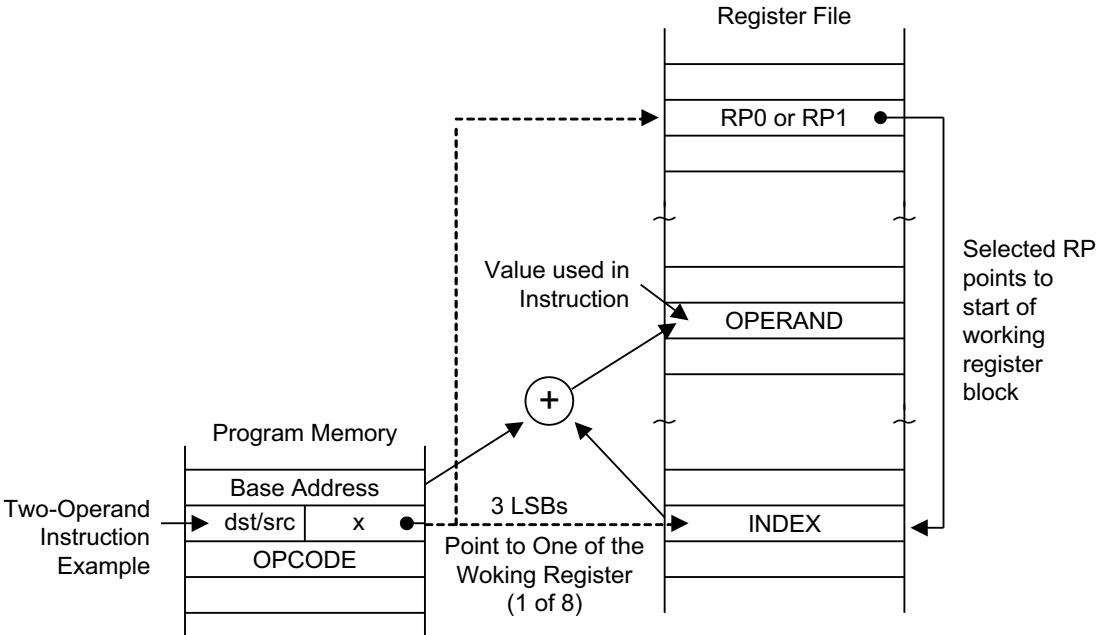 Register File
RP0 or RP1
Selected RP
points to
start of
working
register
block
Value used in
Instruction
OPERAND
+
Program Memory
Base Address
Two-Operand
Instruction
Example
dst/src
x
3 LSBs
INDEX
OPCODE
Point to One of the
Woking Register
(1 of 8)